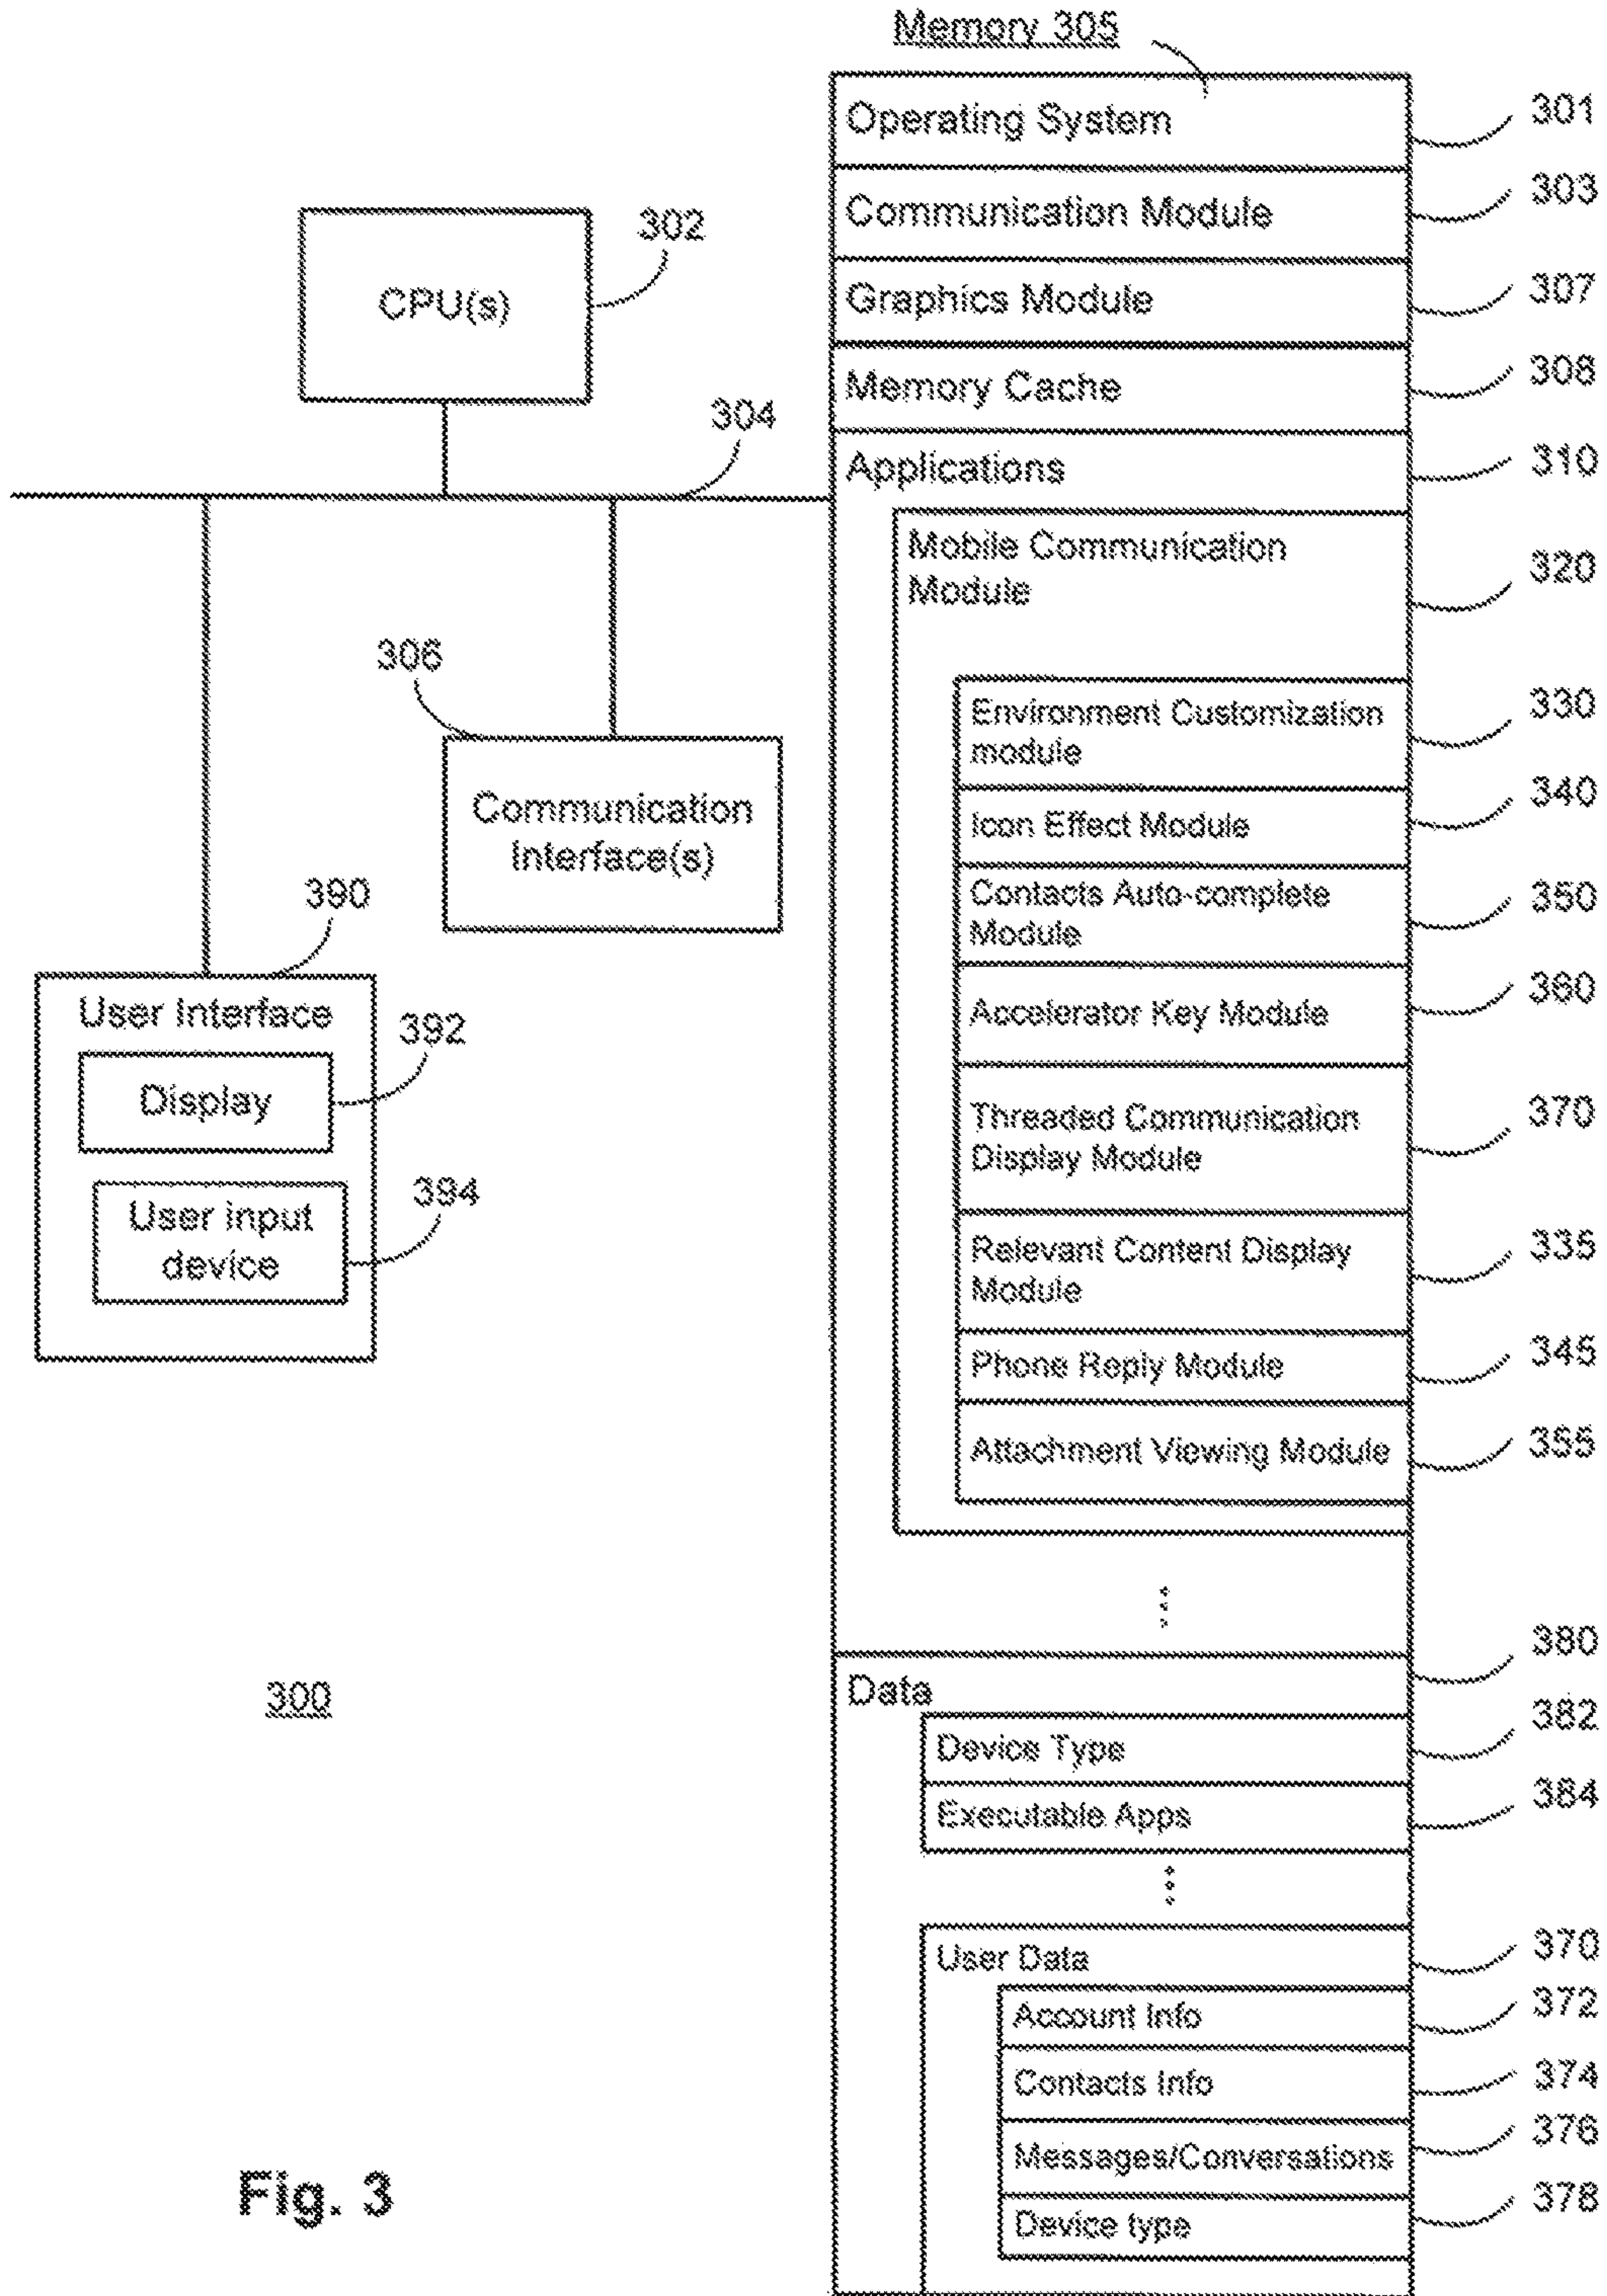 Memory 305
Operating System
301
Communication Module
303
Graphics Module
307
Memory Cache
308
Applications
310
Mobile Communication
Module
320
Environment Customization
module
330
Icon Effect Module
340
Contacts Auto-complete
Module
350
Accelerator Key Module
360
Threaded Communication
Display Module
370
Relevant Content Display
Module
335
Phone Reply Module
345
Attachment Viewing Module
355
Data
380
Device Type
382
Executable Apps
384
User Data
370
Account Info
372
Contacts Info
374
Messages/Conversations
376
Device type
378
CPU(s)
302
304
306
Communication
Interface(s)
390
User Interface
Display
392
User input
device
394
300
Fig. 3